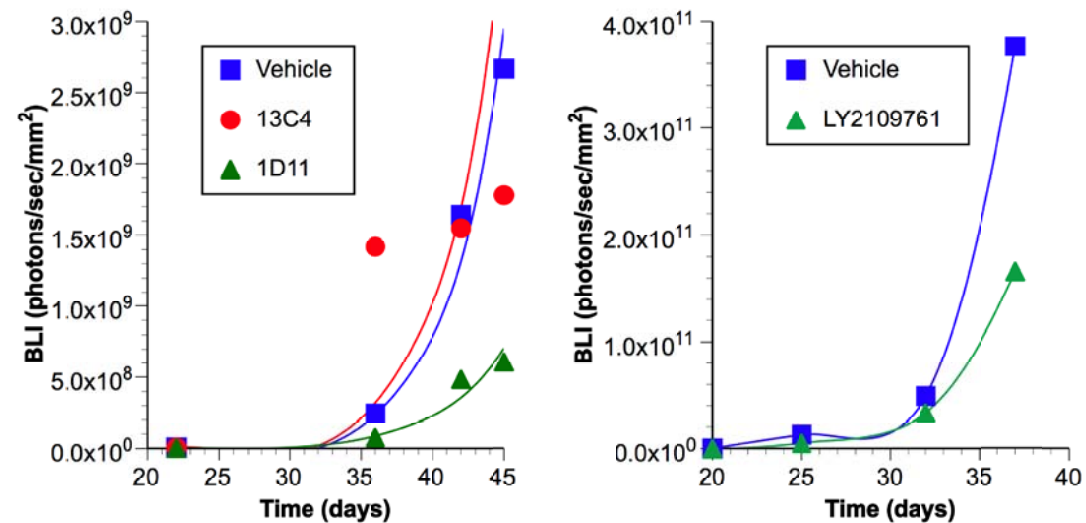 3.0x10⁹
2.5x10⁹
2.0x10⁹
1.5x10⁹
1.0x10⁹
5.0x10⁸
0.0x10⁰
BLI (photons/sec/mm²)
Vehicle
13C4
1D11
20 25 30 35 40 45
Time (days)
4.0x10¹¹
3.0x10¹¹
2.0x10¹¹
1.0x10¹¹
0.0x10⁰
BLI (photons/sec/mm²)
Vehicle
LY2109761
20 25 30 35 40
Time (days)